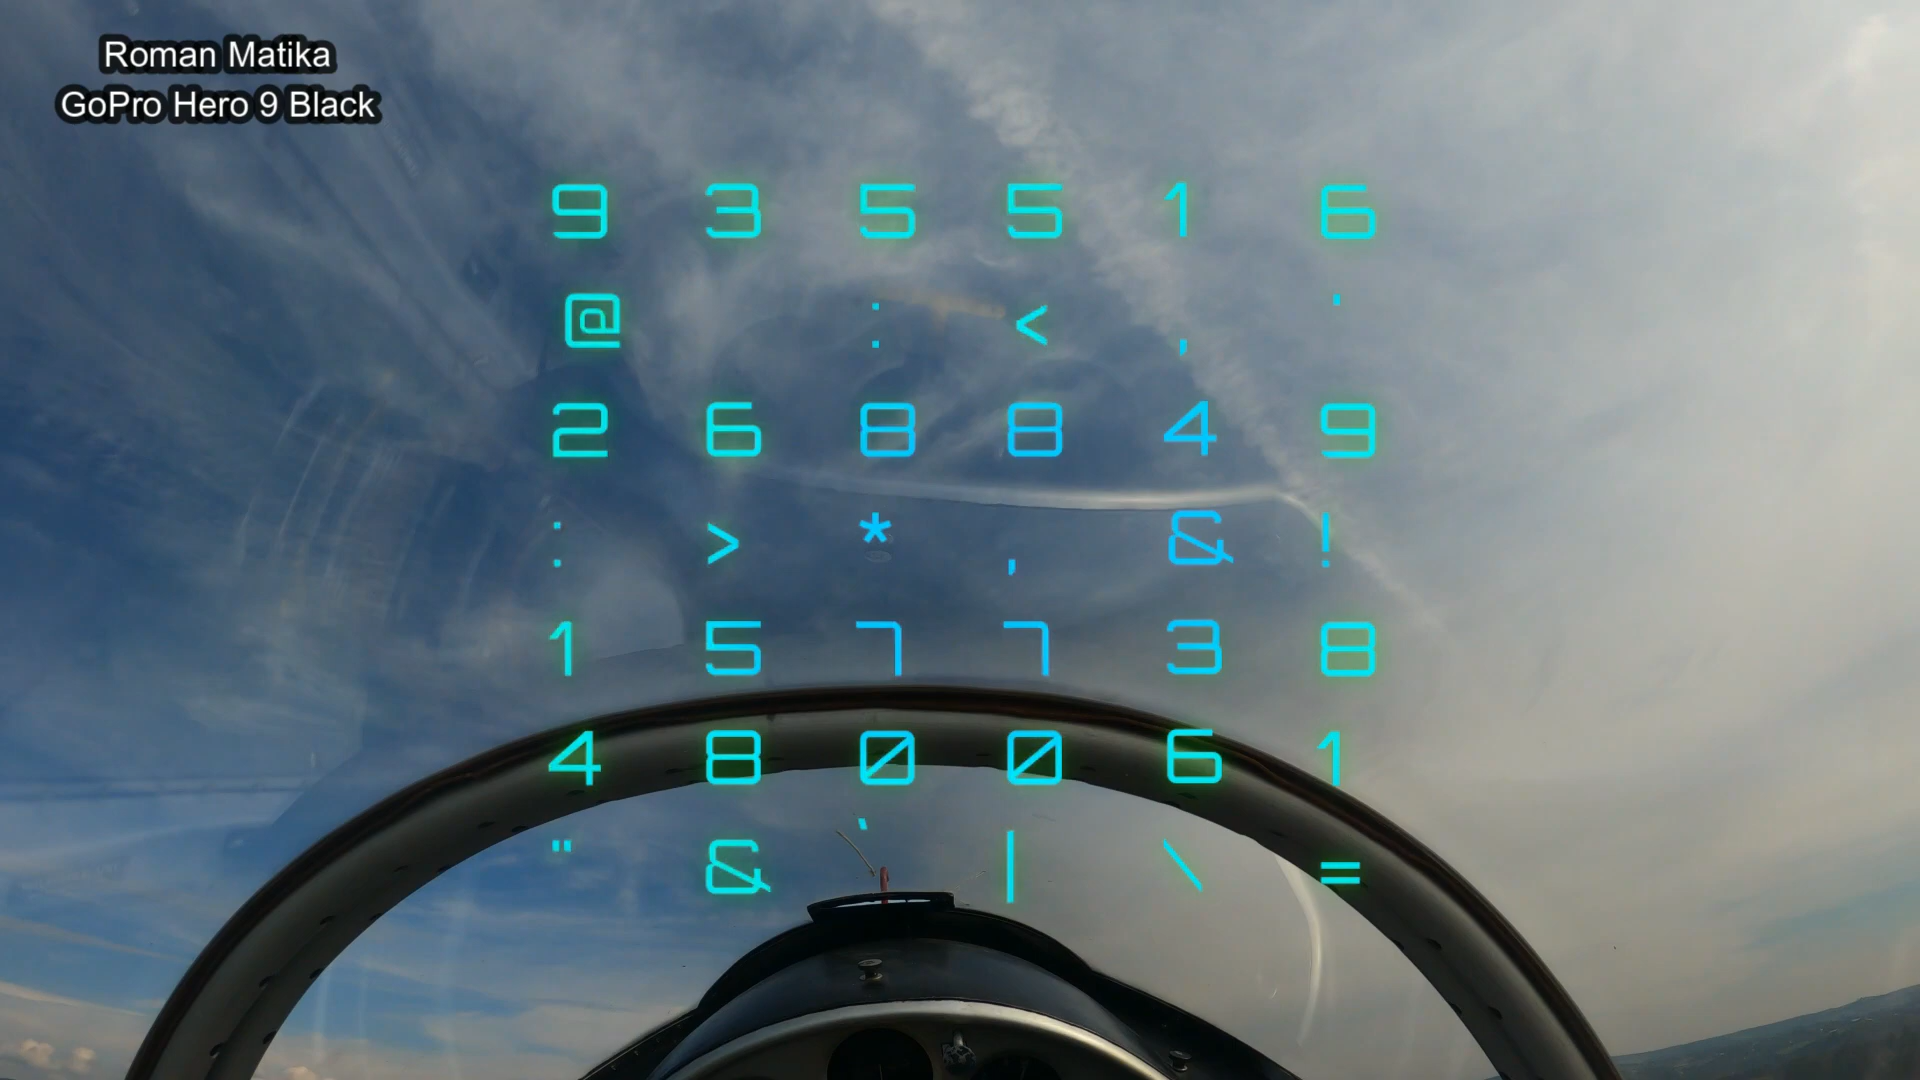 Roman Matika
GoPro Hero 9 Black
9 3 5 5 1 6
@ : < , '
2 6 8 8 4 9
: > * , & !
1 5 7 7 3 8
4 8 0 0 6 1
" & ` | \ =